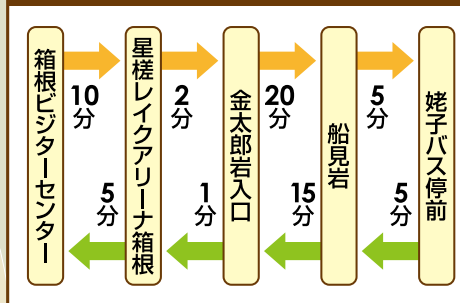 箱根ビジターセンター
10分
5分
星槎レイクアリーナ箱根
2分
1分
金太郎岩入口
20分
15分
船見岩
5分
5分
姥子バス停前